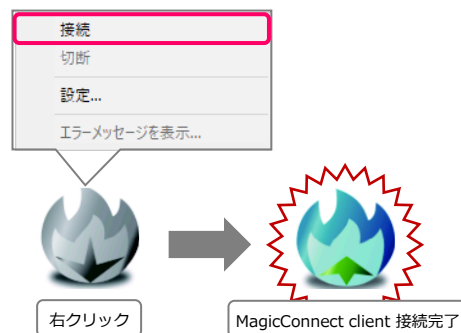 接続
切断
設定...
エラーメッセージを表示...
右クリック
MagicConnect client 接続完了